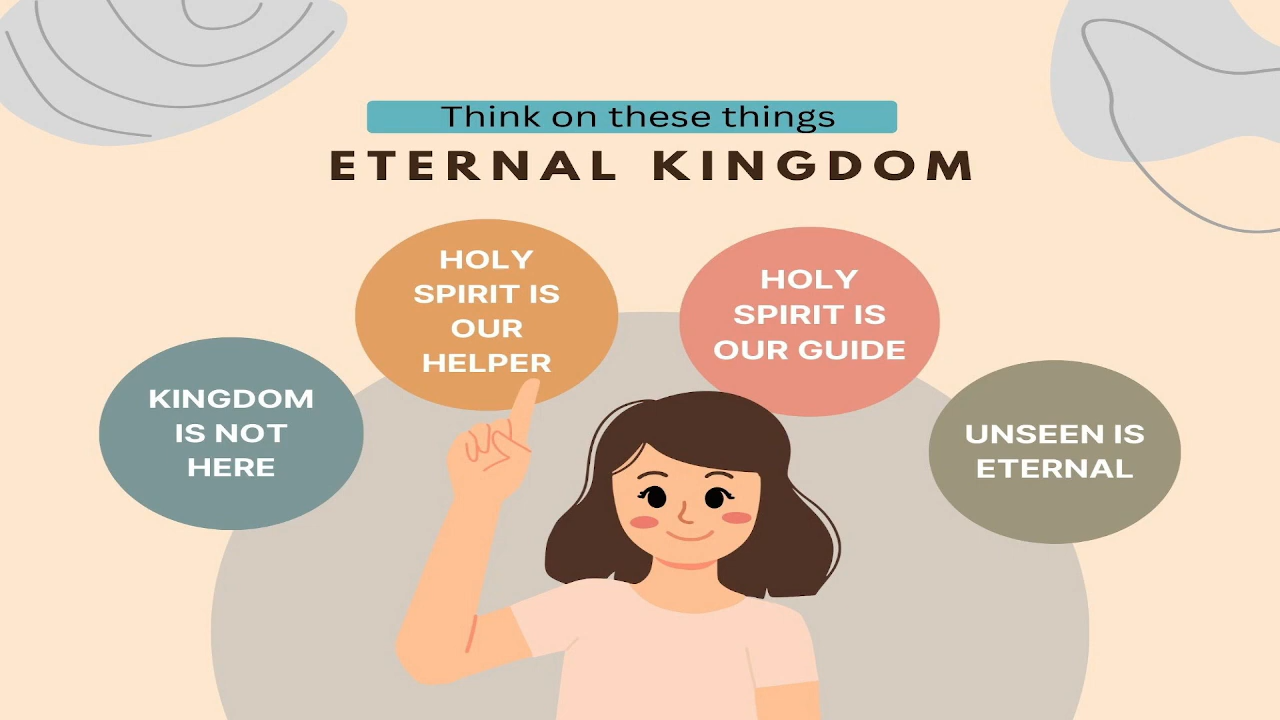 Think on these things
ETERNAL KINGDOM
KINGDOM
IS NOT
HERE
HOLY
SPIRIT IS
OUR
HELPER
HOLY
SPIRIT IS
OUR GUIDE
UNSEEN IS
ETERNAL